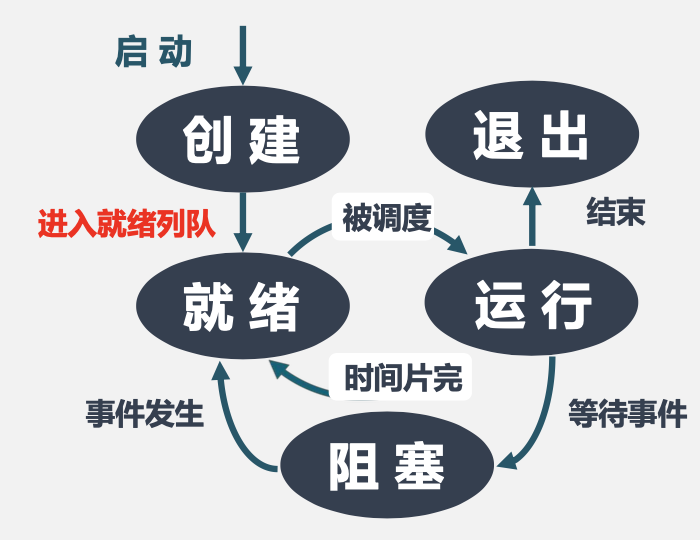 启动
创建
退出
进入就绪列队
被调度
结束
就绪
运行
时间片完
事件发生
等待事件
阻塞